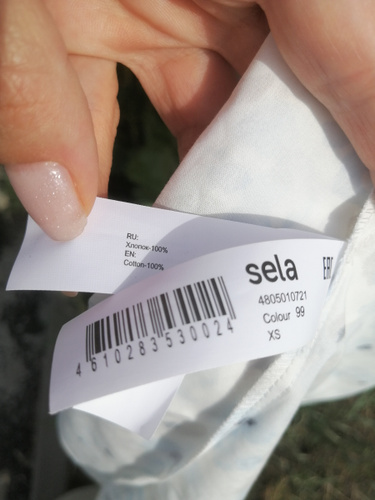 RU:
Хлопок-100%
EN:
Cotton-100%
sela
4805010721
Colour 99
XS
4610283530024